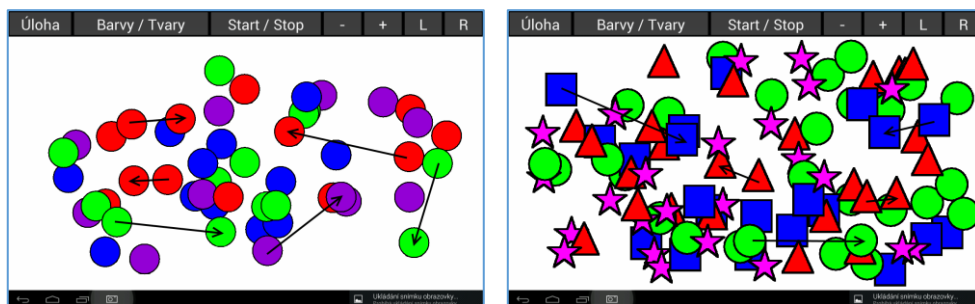 Úloha Barvy / Tvary Start / Stop - + L R
Ukládání snímku obrazovky...
Úloha Barvy / Tvary Start / Stop - + L R
Ukládání snímku obrazovky...